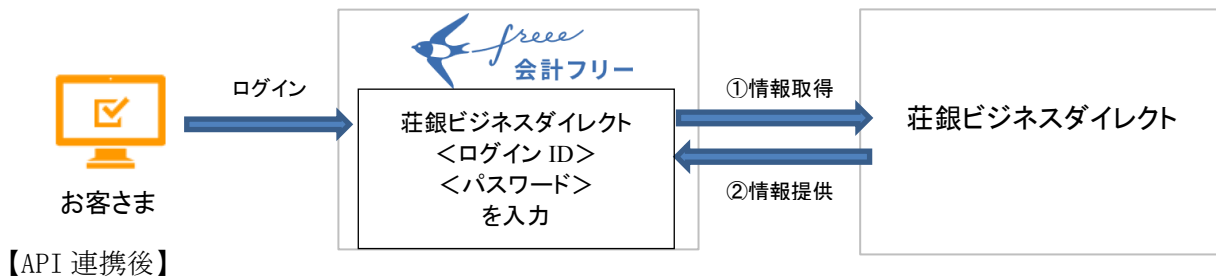 freee
会計フリー
ログイン
お客さま
荘銀ビジネスダイレクト
＜ログイン ID＞
＜パスワード＞
を入力
①情報取得
②情報提供
荘銀ビジネスダイレクト
【API 連携後】